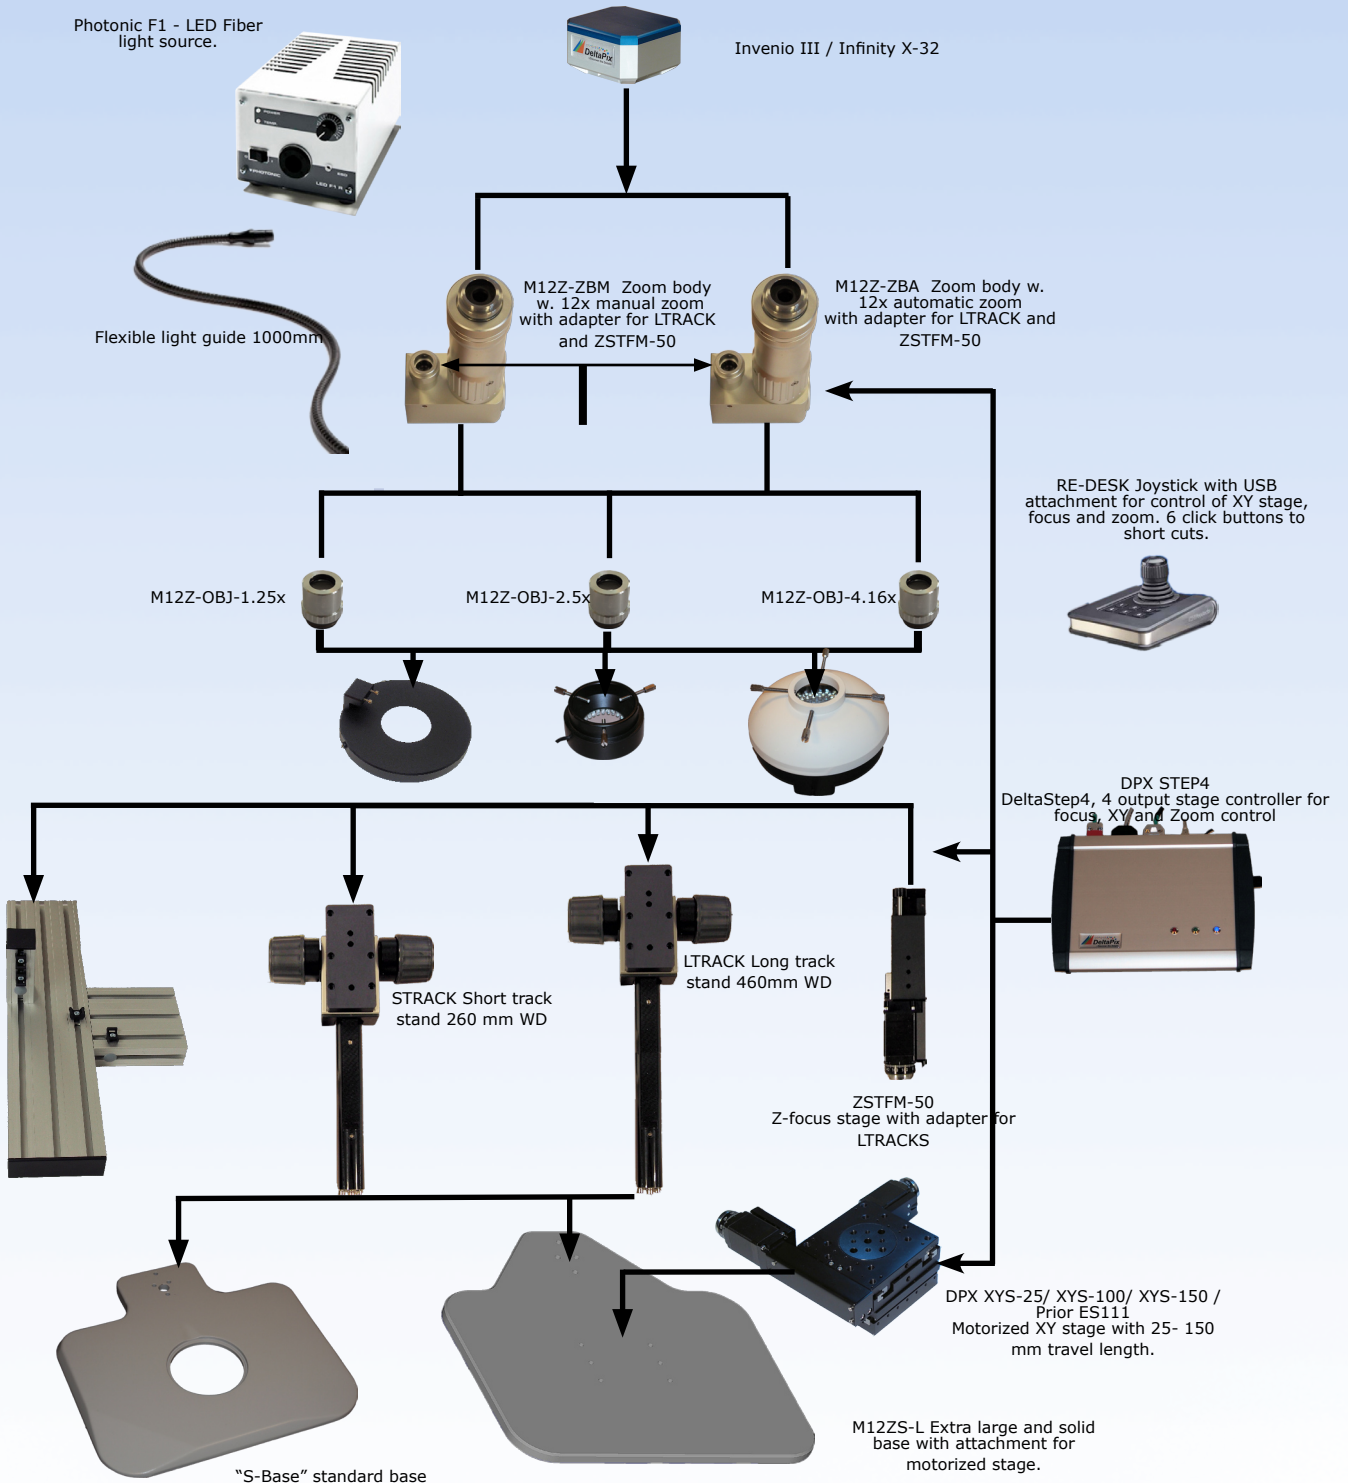 Photonic F1 - LED Fiber
light source.
Invenio III / Infinity X-32
DeltaPix
POWER
TEMP.
PHOTONIC
LED F1
M12Z-ZBM  Zoom body
w. 12x manual zoom
with adapter for LTRACK
and ZSTFM-50
M12Z-ZBA  Zoom body w.
12x automatic zoom
with adapter for LTRACK and
ZSTFM-50
Flexible light guide 1000mm
RE-DESK Joystick with USB
attachment for control of XY stage,
focus and zoom. 6 click buttons to
short cuts.
M12Z-OBJ-1.25x
M12Z-OBJ-2.5x
M12Z-OBJ-4.16x
DPX STEP4
DeltaStep4, 4 output stage controller for
focus, XY and Zoom control
DeltaPix
LTRACK Long track
stand 460mm WD
STRACK Short track
stand 260 mm WD
ZSTFM-50
Z-focus stage with adapter for
LTRACKS
DPX XYS-25/ XYS-100/ XYS-150 /
Prior ES111
Motorized XY stage with 25- 150
mm travel length.
M12ZS-L Extra large and solid
base with attachment for
motorized stage.
“S-Base” standard base